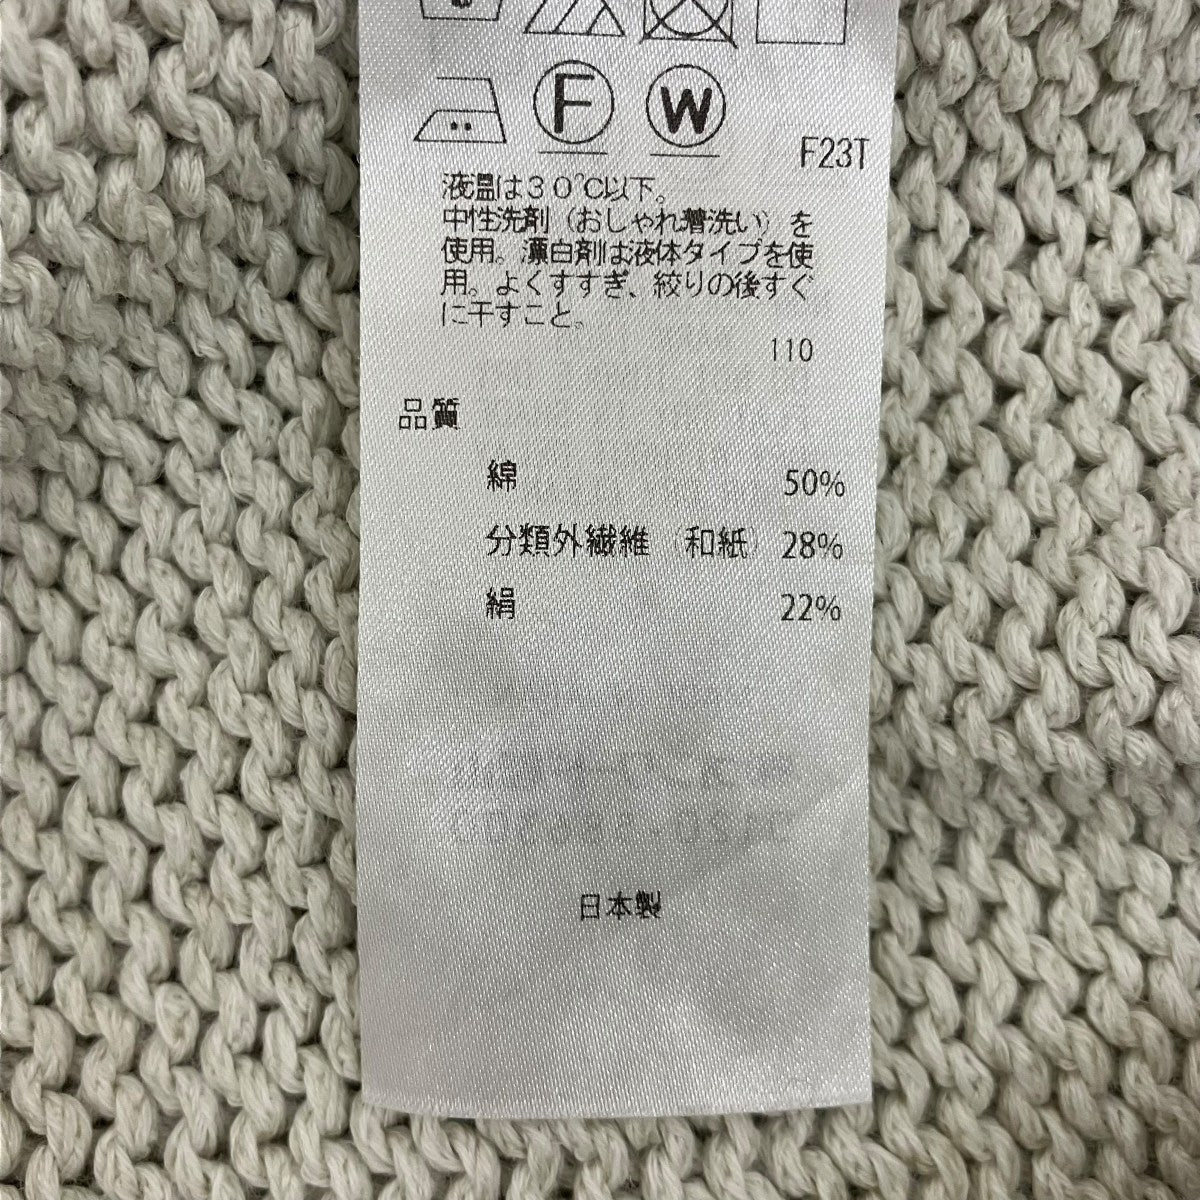 F
W
F23T
液温は30℃以下。
中性洗剤（おしゃれ着洗い）を
使用。漂白剤は液体タイプを使
用。よくすすぎ、絞りの後すぐ
に干すこと。
110
品質
綿 50%
分類外繊維（和紙） 28%
絹 22%
日本製